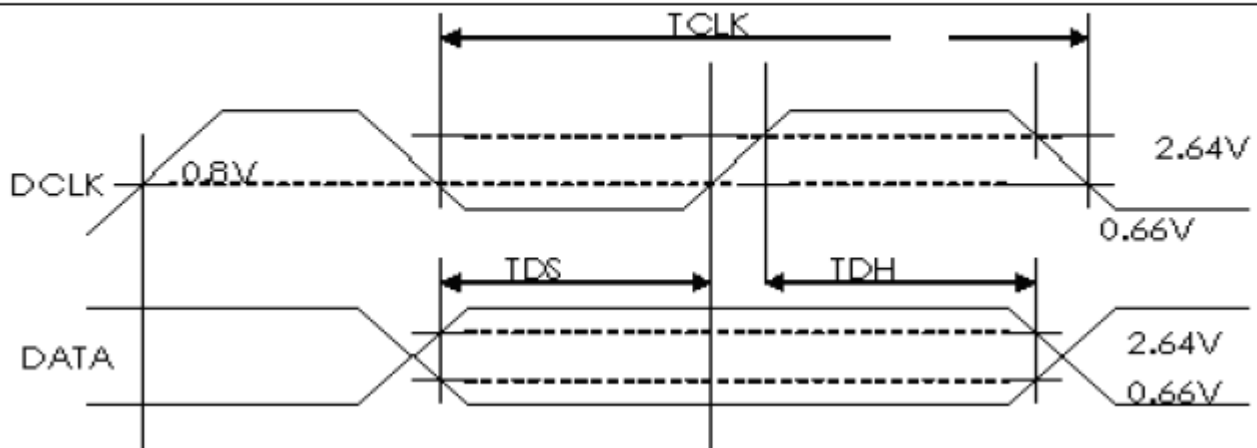 TCLK
2.64V
0.8V
DCLK
0.66V
TDS
TDH
2.64V
DATA
0.66V